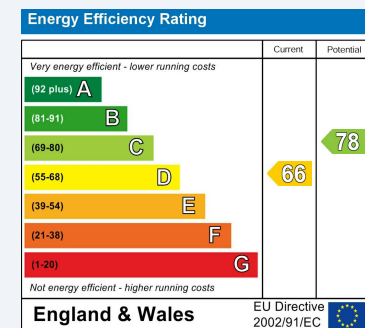 Energy Efficiency Rating
Current Potential
Very energy efficient - lower running costs
(92 plus) A
(81-91) B
(69-80) C
78
(55-68) D
66
(39-54) E
(21-38) F
(1-20) G
Not energy efficient - higher running costs
England & Wales
EU Directive
2002/91/EC